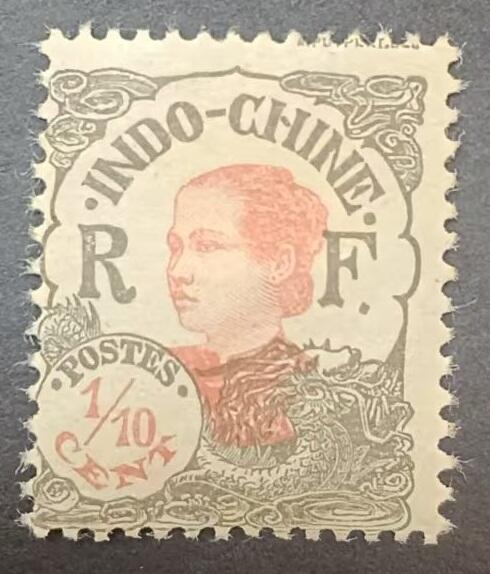 ·INDO-CHINE·
R F.
·POSTES·
1/10
CENT